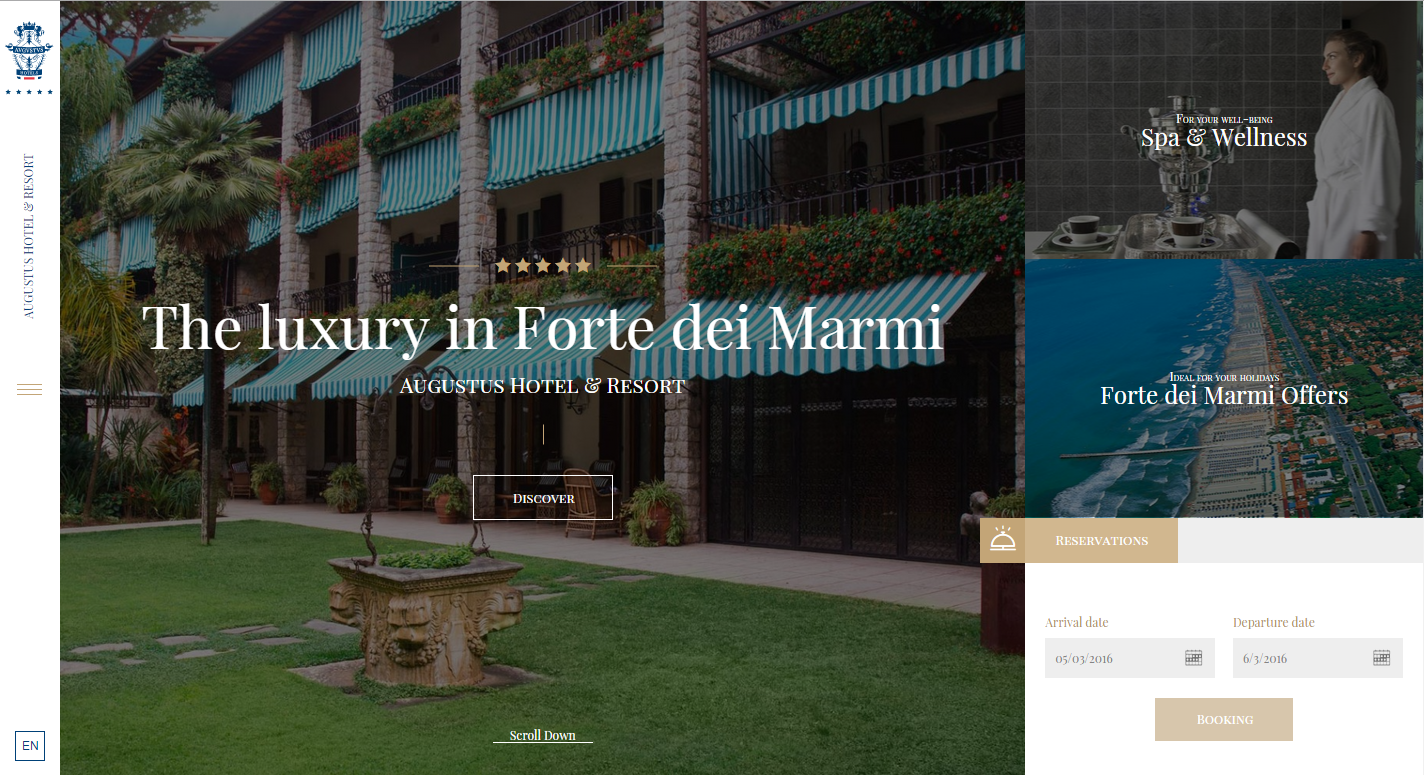 AVGVSTVS
HOTELS
AUGUSTUS HOTEL & RESORT
EN
The luxury in Forte dei Marmi
Augustus Hotel & Resort
Discover
Scroll Down
For your well-being
Spa & Wellness
Ideal for your holidays
Forte dei Marmi Offers
Reservations
Arrival date
Departure date
05/03/2016
6/3/2016
Booking